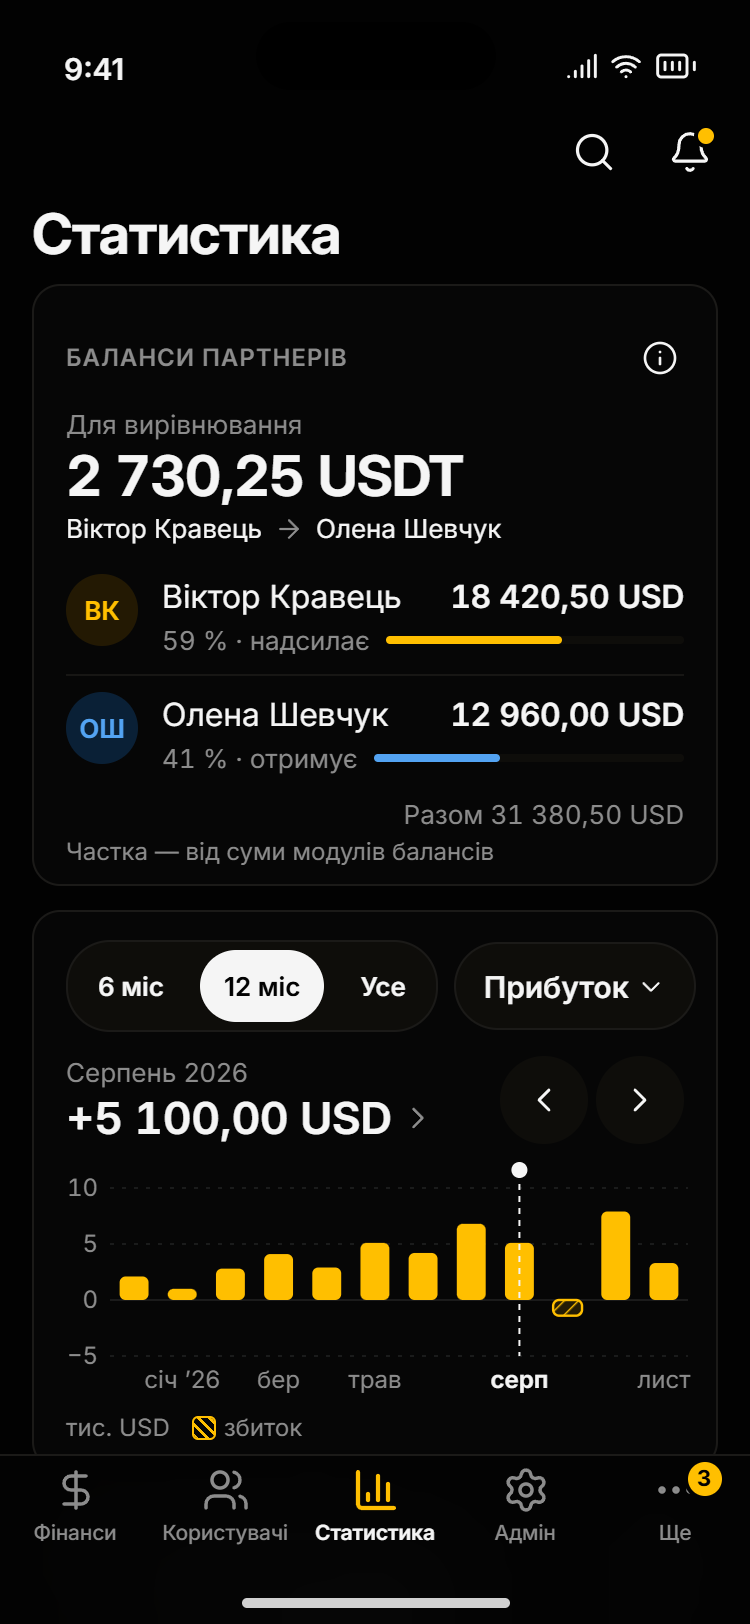 9:41
Статистика
БАЛАНСИ ПАРТНЕРІВ
Для вирівнювання
2 730,25 USDT
Віктор Кравець → Олена Шевчук
ВК
Віктор Кравець 18 420,50 USD
59 % · надсилає
ОШ
Олена Шевчук 12 960,00 USD
41 % · отримує
Разом 31 380,50 USD
Частка — від суми модулів балансів
6 міс 12 міс Усе Прибуток
Серпень 2026
+5 100,00 USD
10
5
0
−5
січ ’26 бер трав серп лист
тис. USD збиток
3
Фінанси Користувачі Статистика Адмін Ще